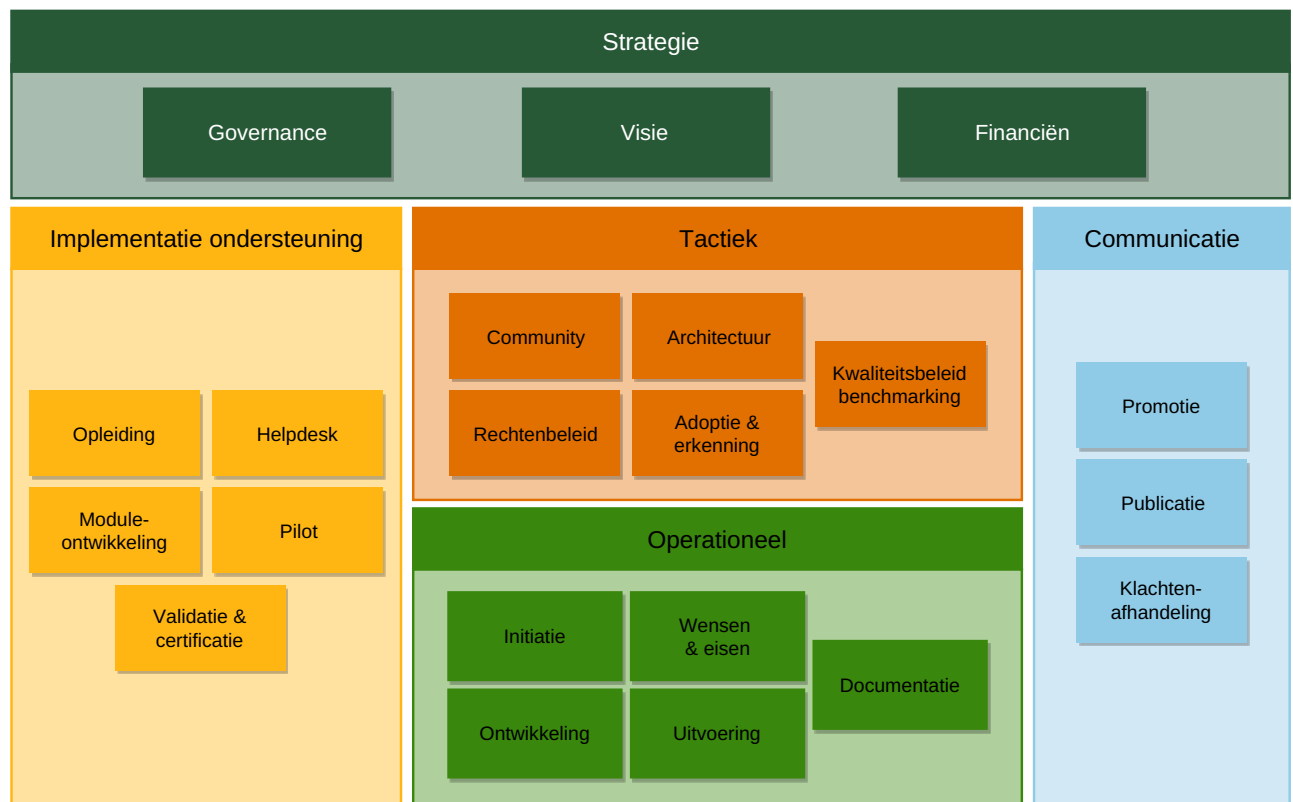 Strategie
Governance
Visie
Financiën
Implementatie ondersteuning
Opleiding
Helpdesk
Module-
ontwikkeling
Pilot
Validatie &
certificatie
Tactiek
Community
Architectuur
Rechtenbeleid
Adoptie &
erkenning
Kwaliteitsbeleid
benchmarking
Operationeel
Initiatie
Wensen
& eisen
Ontwikkeling
Uitvoering
Documentatie
Communicatie
Promotie
Publicatie
Klachten-
afhandeling